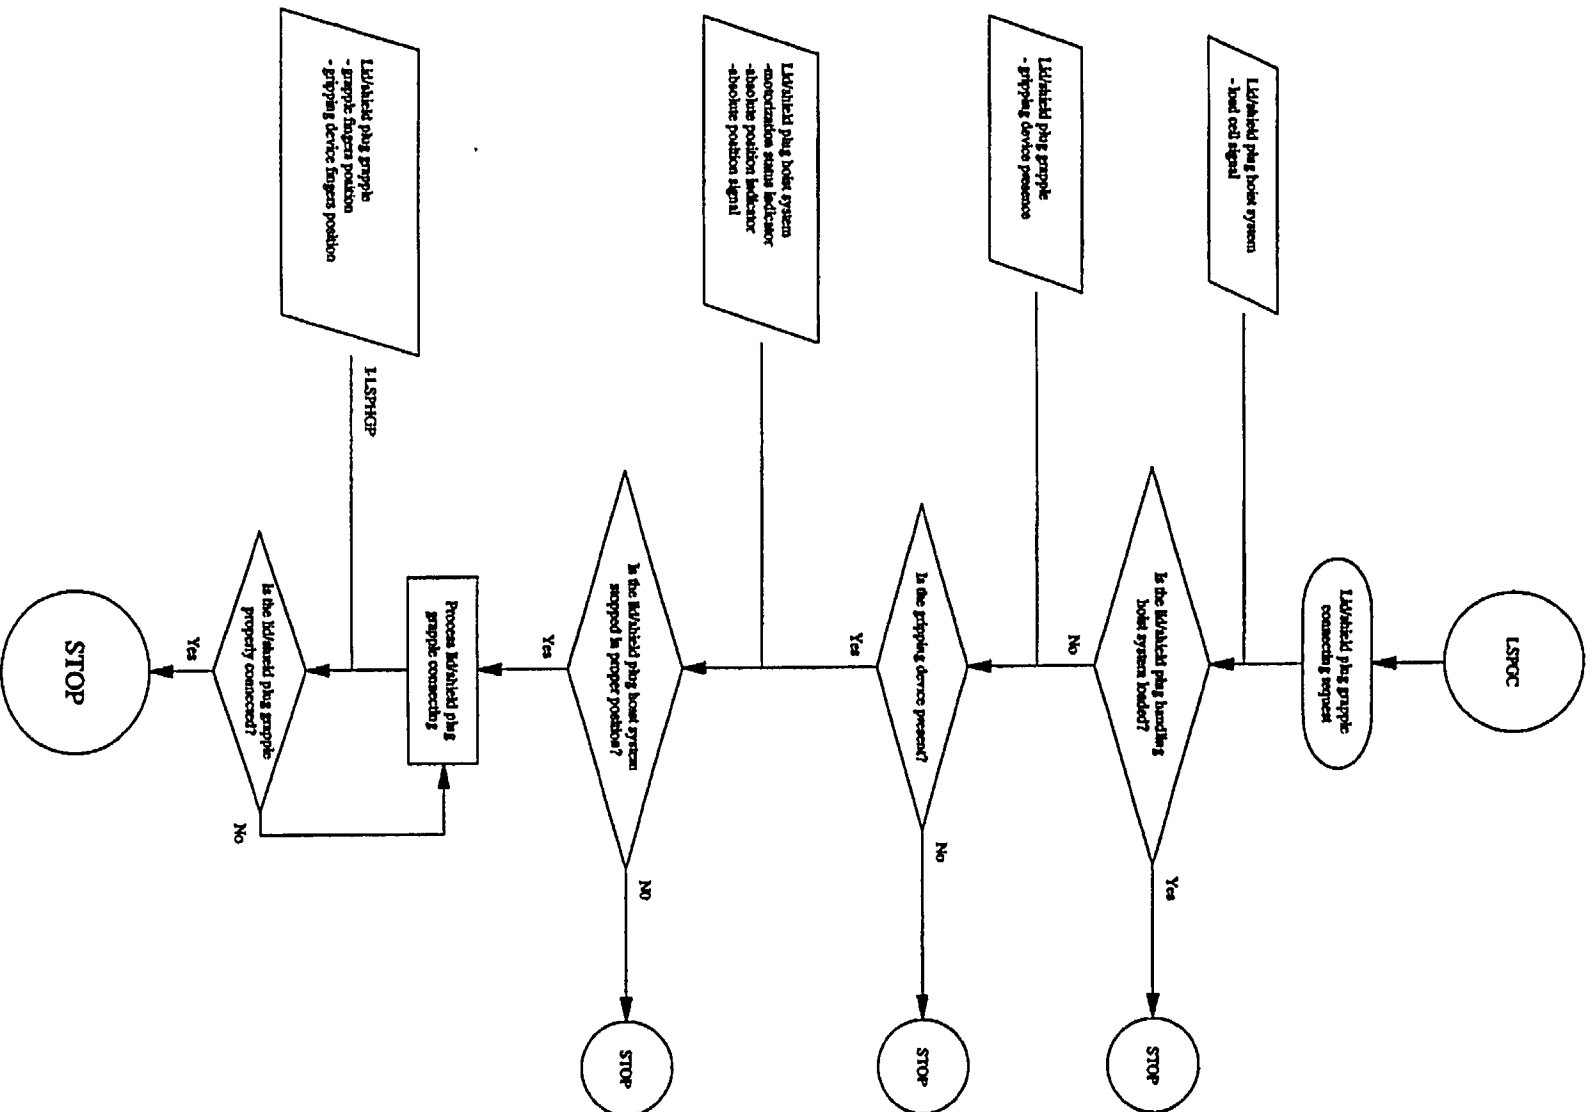 LSPGC
Lid/shield plug grapple
connecting request
Lid/shield plug hoist system
- load cell signal
Is the lid/shield plug handling
hoist system loaded?
Yes
STOP
No
Lid/shield plug grapple
- gripping device presence
Is the gripping device present?
No
STOP
Yes
Lid/shield plug hoist system
-motorization status indicator
-absolute position indicator
-absolute position signal
Is the lid/shield plug hoist system
stopped in proper position?
N0
STOP
Yes
Process lid/shield plug
grapple connecting
I-LSPHGP
Lid/shield plug grapple
- grapple fingers position
- gripping device fingers position
Is the lid/shield plug grapple
properly connected?
No
Yes
STOP